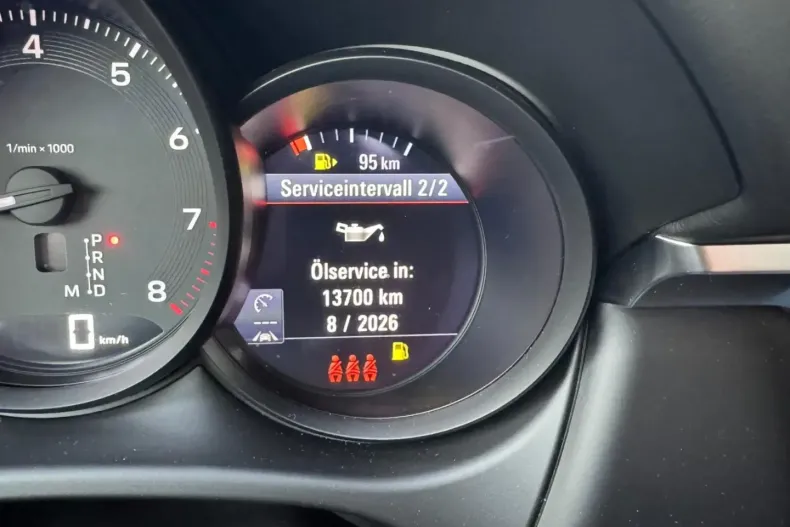 4
5
6
7
8
1/min × 1000
P
R
N
M D
0 km/h
95 km
Serviceintervall 2/2
Ölservice in:
13700 km
8 / 2026
---